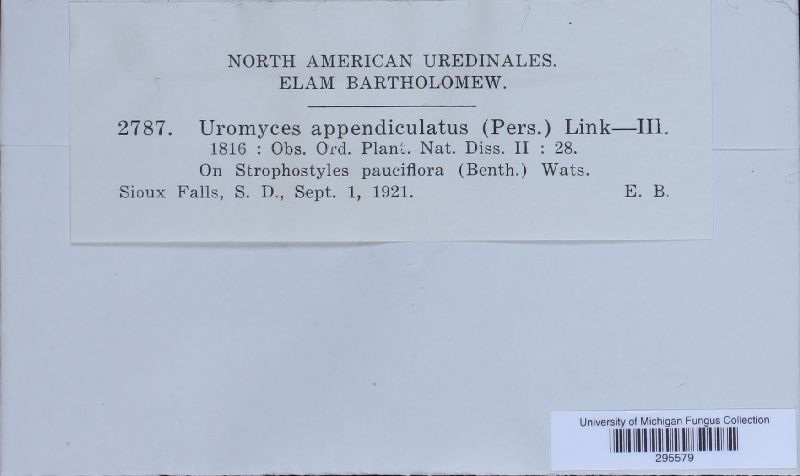 NORTH AMERICAN UREDINALES.
ELAM BARTHOLOMEW.
2787. Uromyces appendiculatus (Pers.) Link—III.
1816 : Obs. Ord. Plant. Nat. Diss. II : 28.
On Strophostyles pauciflora (Benth.) Wats.
Sioux Falls, S. D., Sept. 1, 1921. E. B.
University of Michigan Fungus Collection
295579